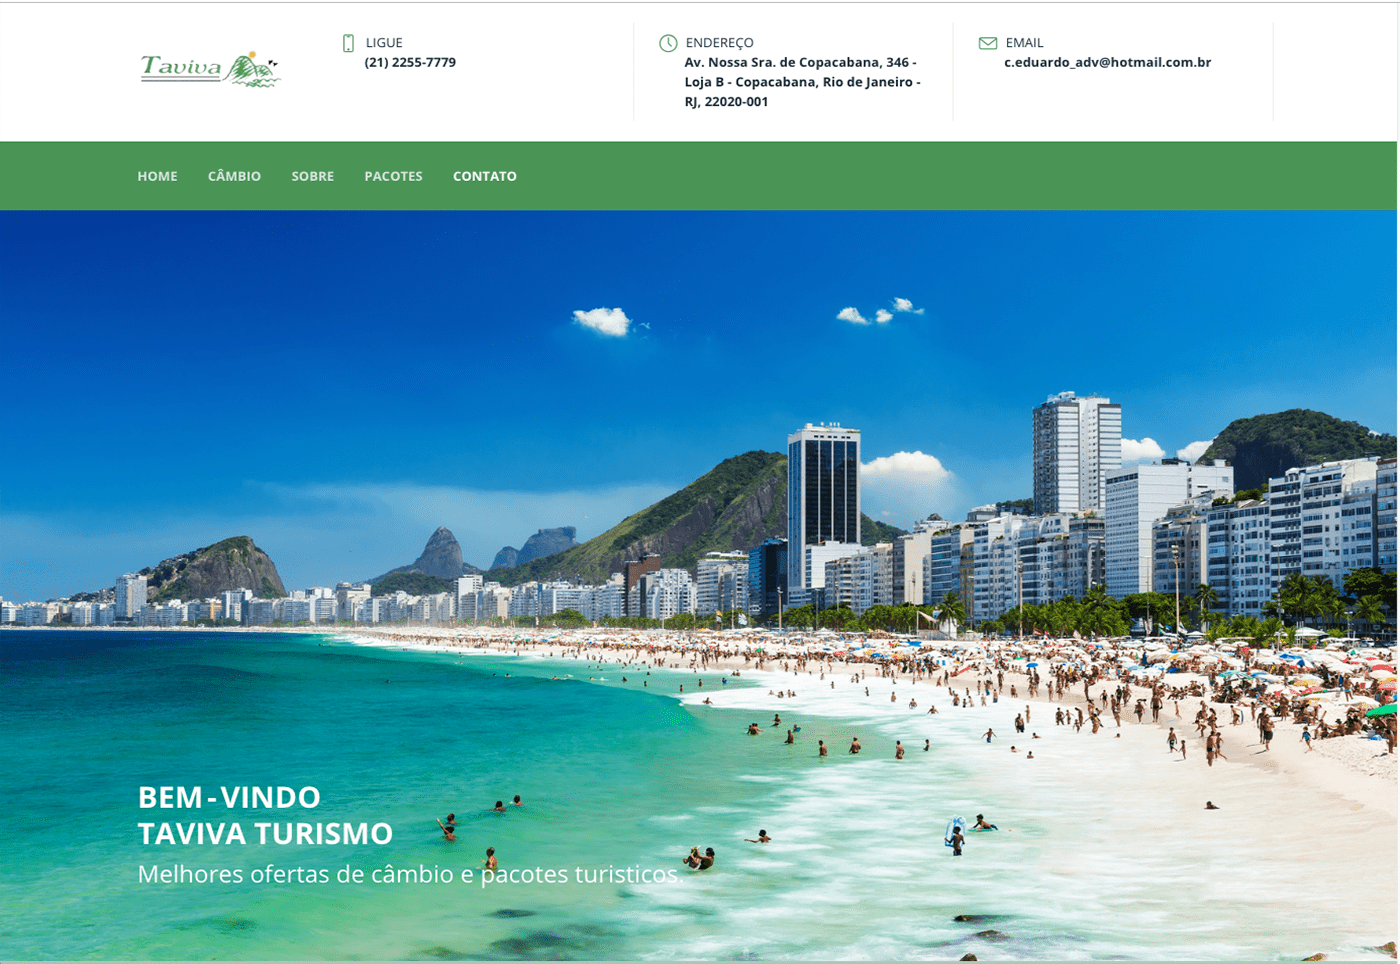 Taviva
LIGUE
(21) 2255-7779
ENDEREÇO
Av. Nossa Sra. de Copacabana, 346 -
Loja B - Copacabana, Rio de Janeiro -
RJ, 22020-001
EMAIL
c.eduardo_adv@hotmail.com.br
HOME CÂMBIO SOBRE PACOTES CONTATO
BEM-VINDO
TAVIVA TURISMO
Melhores ofertas de câmbio e pacotes turisticos.